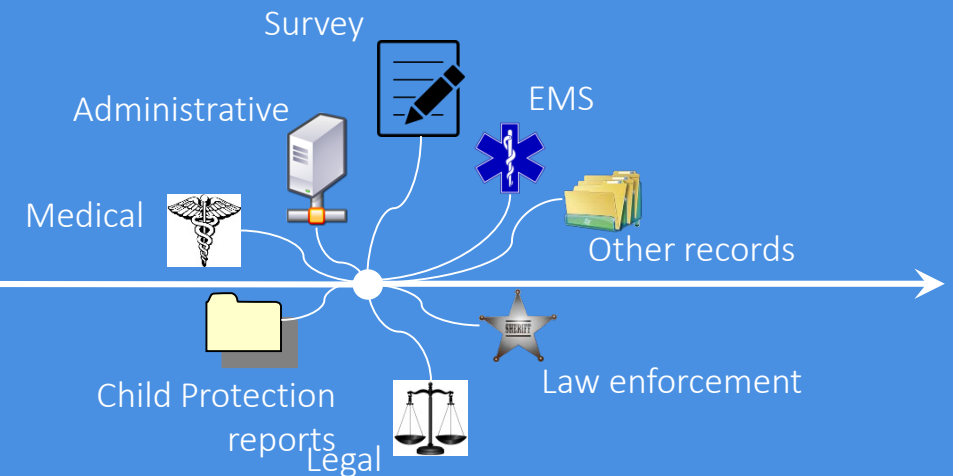 Survey
Administrative
EMS
Medical
Other records
SHERIFF
Law enforcement
Child Protection
reports
Legal